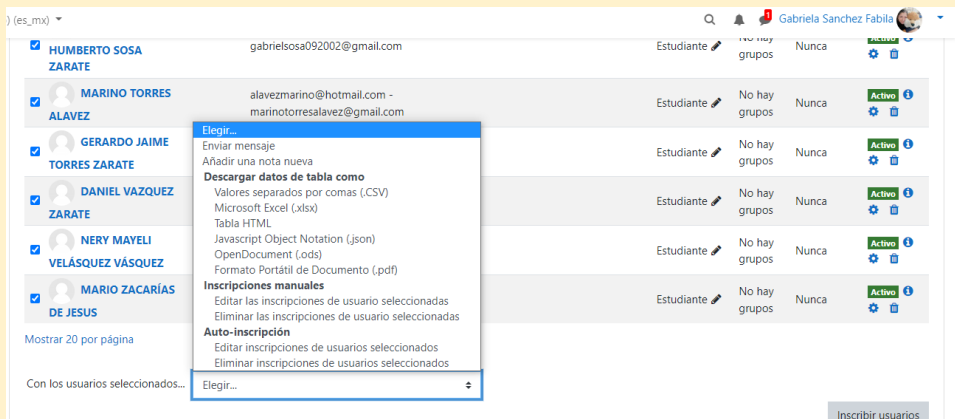 ) (es_mx)
1
Gabriela Sanchez Fabila
HUMBERTO SOSA ZARATE
gabrielsosa092002@gmail.com
Estudiante
No hay grupos
Nunca
Activo
MARINO TORRES ALAVEZ
alavezmarino@hotmail.com -
marinotorresalavez@gmail.com
Estudiante
No hay grupos
Nunca
Activo
GERARDO JAIME TORRES ZARATE
Estudiante
No hay grupos
Nunca
Activo
DANIEL VAZQUEZ ZARATE
Estudiante
No hay grupos
Nunca
Activo
NERY MAYELI VELÁSQUEZ VÁSQUEZ
Estudiante
No hay grupos
Nunca
Activo
MARIO ZACARÍAS DE JESUS
Estudiante
No hay grupos
Nunca
Activo
Elegir...
Enviar mensaje
Añadir una nota nueva
Descargar datos de tabla como
Valores separados por comas (.CSV)
Microsoft Excel (.xlsx)
Tabla HTML
Javascript Object Notation (.json)
OpenDocument (.ods)
Formato Portátil de Documento (.pdf)
Inscripciones manuales
Editar las inscripciones de usuario seleccionadas
Eliminar las inscripciones de usuario seleccionadas
Auto-inscripción
Editar inscripciones de usuarios seleccionados
Eliminar inscripciones de usuarios seleccionados
Mostrar 20 por página
Con los usuarios seleccionados...
Elegir...
Inscribir usuarios